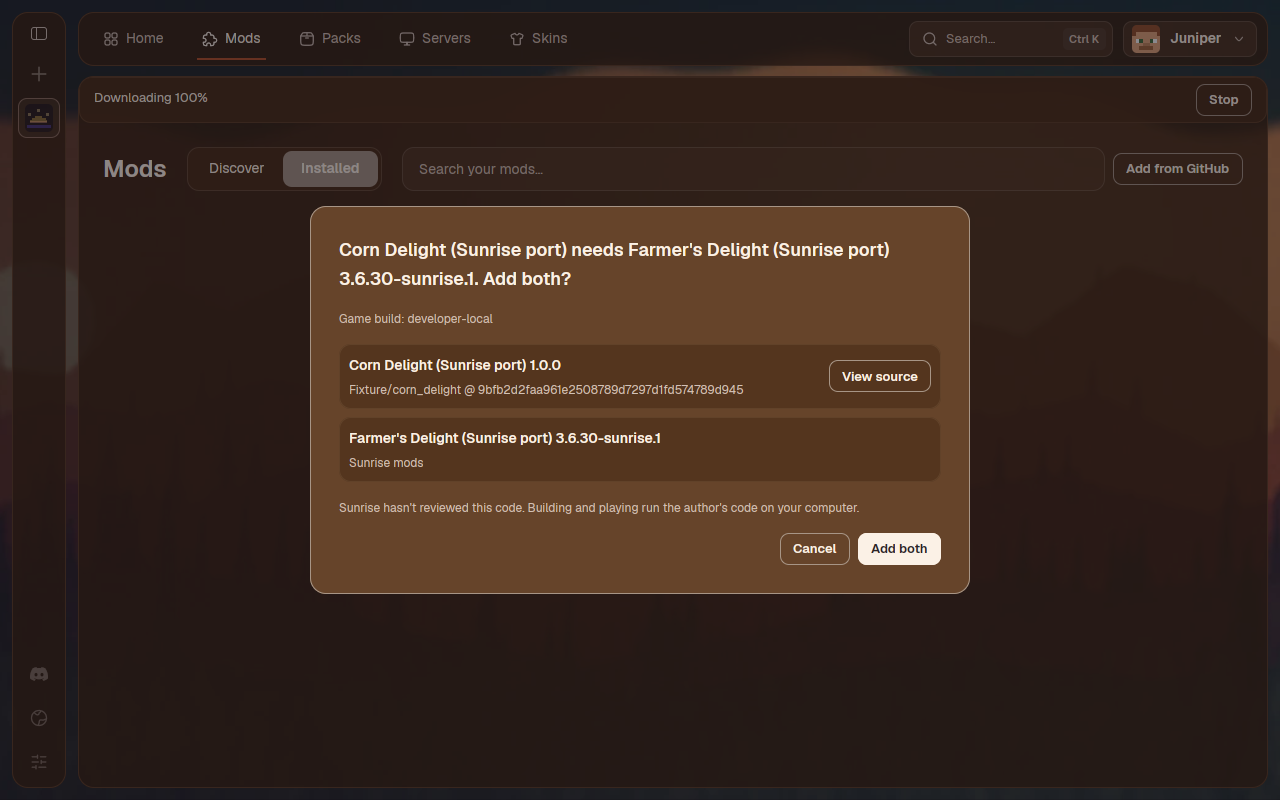 Home
Mods
Packs
Servers
Skins
Search...
Ctrl K
Juniper
Downloading 100%
Stop
Mods
Discover
Installed
Search your mods...
Add from GitHub
Corn Delight (Sunrise port) needs Farmer's Delight (Sunrise port)
3.6.30-sunrise.1. Add both?
Game build: developer-local
Corn Delight (Sunrise port) 1.0.0
Fixture/corn_delight @ 9bfb2d2faa961e2508789d7297d1fd574789d945
View source
Farmer's Delight (Sunrise port) 3.6.30-sunrise.1
Sunrise mods
Sunrise hasn't reviewed this code. Building and playing run the author's code on your computer.
Cancel
Add both